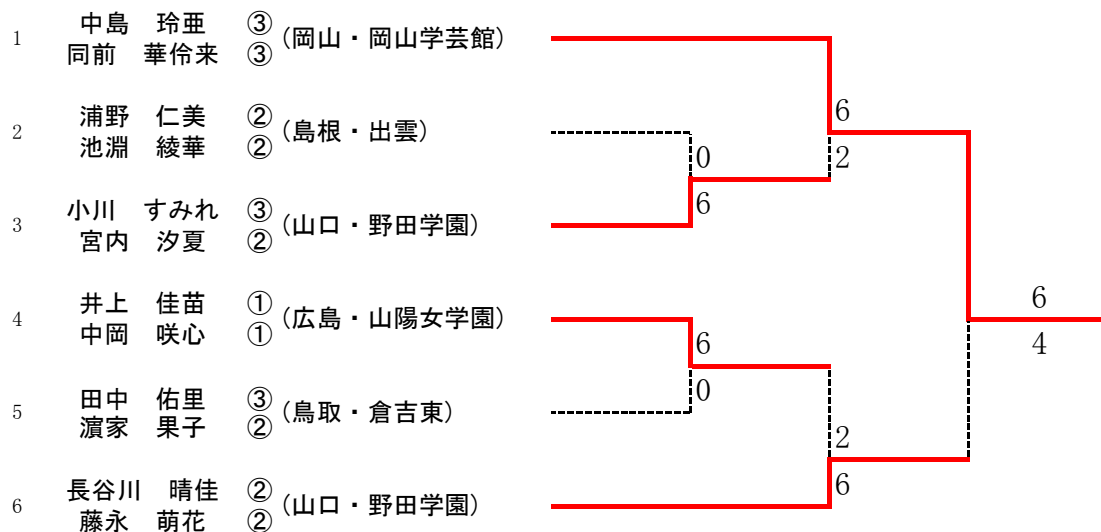 中島 玲亜 ③
1 (岡山・岡山学芸館)
同前 華伶来 ③
6
浦野 仁美 ②
2 (島根・出雲)
池淵 綾華 ②
0
2
6
小川 すみれ ③
3 (山口・野田学園)
宮内 汐夏 ②
6
井上 佳苗 ①
4 (広島・山陽女学園)
中岡 咲心 ①
4
6
0
田中 佑里 ③
5 (鳥取・倉吉東)
濵家 果子 ②
2
6
長谷川 晴佳 ②
6 (山口・野田学園)
藤永 萌花 ②